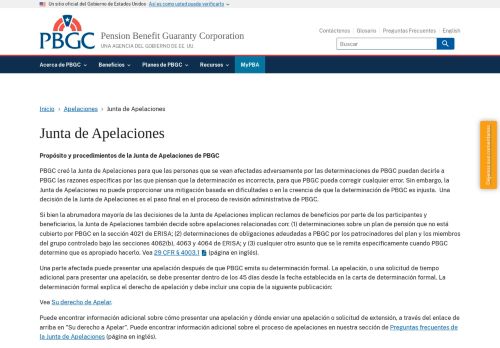 Un sitio oficial del Gobierno de Estados Unidos Así es como usted puede verificarlo
PBGC
Pension Benefit Guaranty Corporation
UNA AGENCIA DEL GOBIERNO DE EE. UU
Contáctenos Glosario Preguntas Frecuentes English
Buscar
Acerca de PBGC Beneficios Planes de PBGC Recursos MyPBA
Inicio › Apelaciones › Junta de Apelaciones
Junta de Apelaciones
Propósito y procedimientos de la Junta de Apelaciones de PBGC
PBGC creó la Junta de Apelaciones para que las personas que se vean afectadas adversamente por las determinaciones de PBGC puedan decirle a
PBGC las razones específicas por las que piensan que la determinación es incorrecta, para que PBGC pueda corregir cualquier error. Sin embargo, la
Junta de Apelaciones no puede proporcionar una mitigación basada en dificultades o en la creencia de que la determinación de PBGC es injusta. Una
decisión de la Junta de Apelaciones es el paso final en el proceso de revisión administrativa de PBGC.
Si bien la abrumadora mayoría de las decisiones de la Junta de Apelaciones implican reclamos de beneficios por parte de los participantes y
beneficiarios, la Junta de Apelaciones también decide sobre apelaciones relacionadas con: (1) determinaciones sobre un plan de pensión que no está
cubierto por PBGC en la sección 4021 de ERISA; (2) determinaciones de obligaciones adeudadas a PBGC por los patrocinadores del plan y los miembros
del grupo controlado bajo las secciones 4062(b), 4063 y 4064 de ERISA; y (3) cualquier otro asunto que se le remita específicamente cuando PBGC
determine que es apropiado hacerlo. Vea 29 CFR § 4003.1 (página en inglés).
Una parte afectada puede presentar una apelación después de que PBGC emita su determinación formal. La apelación, o una solicitud de tiempo
adicional para presentar una apelación, se debe presentar dentro de los 45 días desde la fecha establecida en la carta de determinación formal. La
determinación formal explica el derecho de apelación y debe incluir una copia de la siguiente publicación:
Vea Su derecho de Apelar.
Puede encontrar información adicional sobre cómo presentar una apelación y dónde enviar una apelación o solicitud de extensión, a través del enlace de
arriba en "Su derecho a Apelar". Puede encontrar información adicional sobre el proceso de apelaciones en nuestra sección de Preguntas frecuentes de
la Junta de Apelaciones (página en inglés).